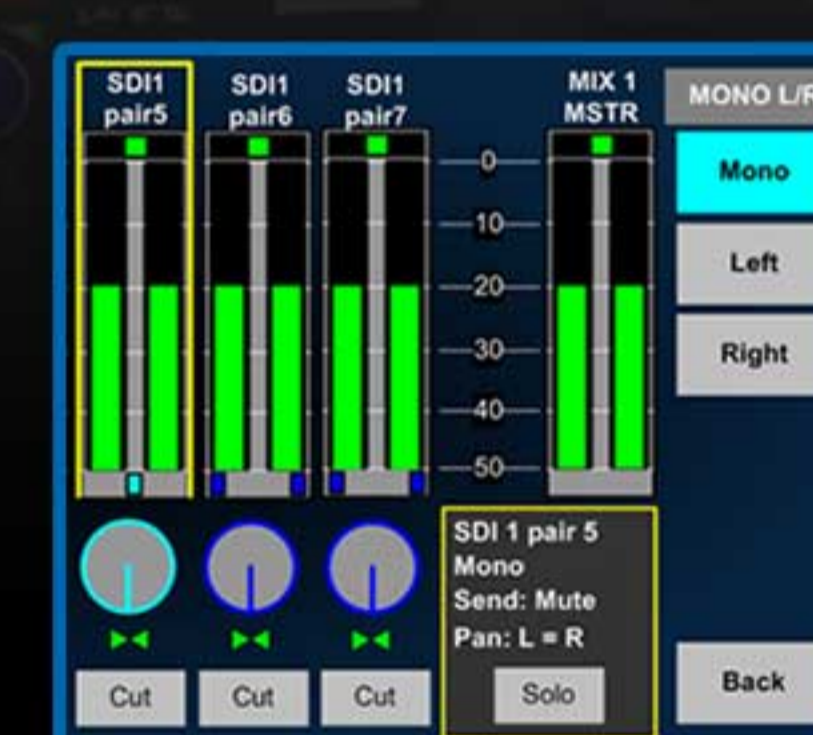 SDI1
pair5
SDI1
pair6
SDI1
pair7
MIX 1
MSTR
MONO L/R
0
10
20
30
40
50
Mono
Left
Right
SDI 1 pair 5
Mono
Send: Mute
Pan: L = R
Solo
Cut
Cut
Cut
Back